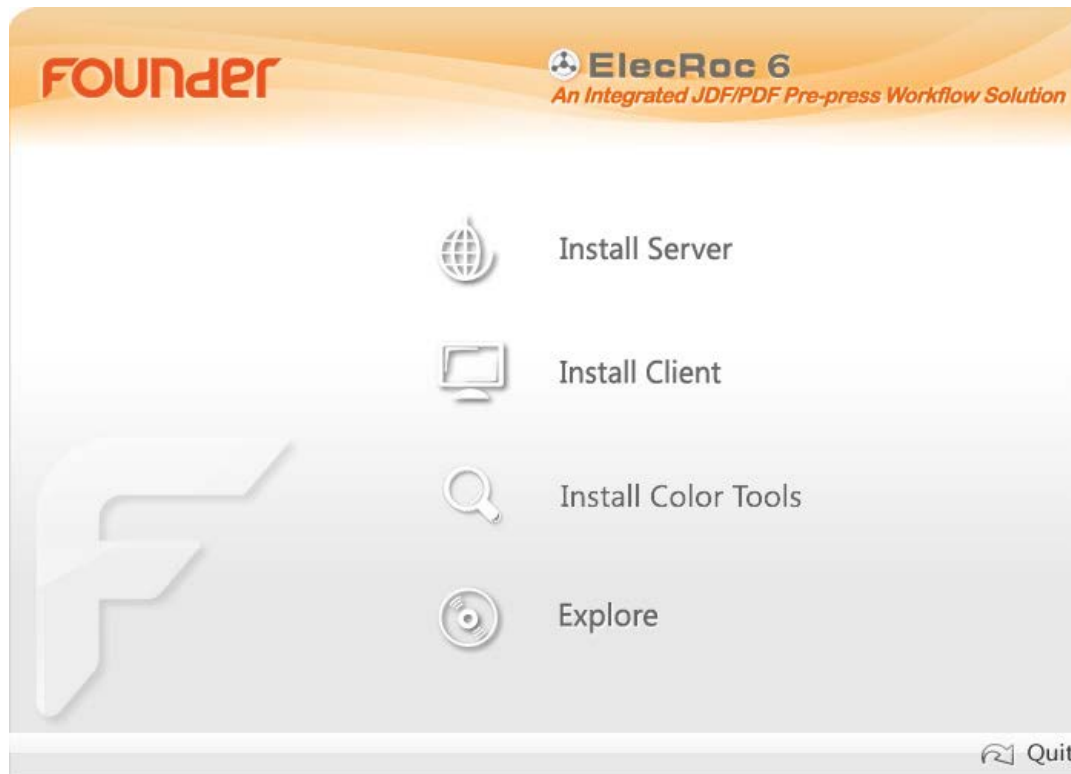 FOUNDER
ElecRoc 6
An Integrated JDF/PDF Pre-press Workflow Solution
Install Server
Install Client
Install Color Tools
Explore
Quit